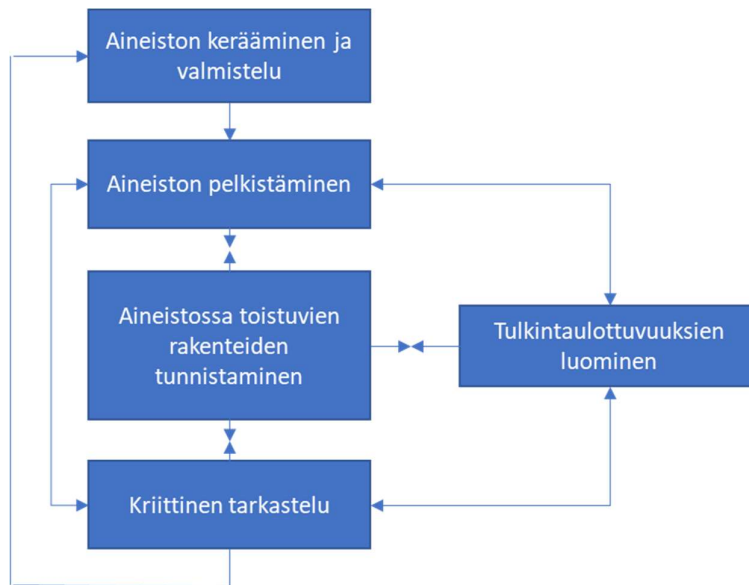 Aineiston kerääminen ja
valmistelu
Aineiston pelkistäminen
Aineistossa toistuvien
rakenteiden
tunnistaminen
Tulkintaulottuvuuksien
luominen
Kriittinen tarkastelu